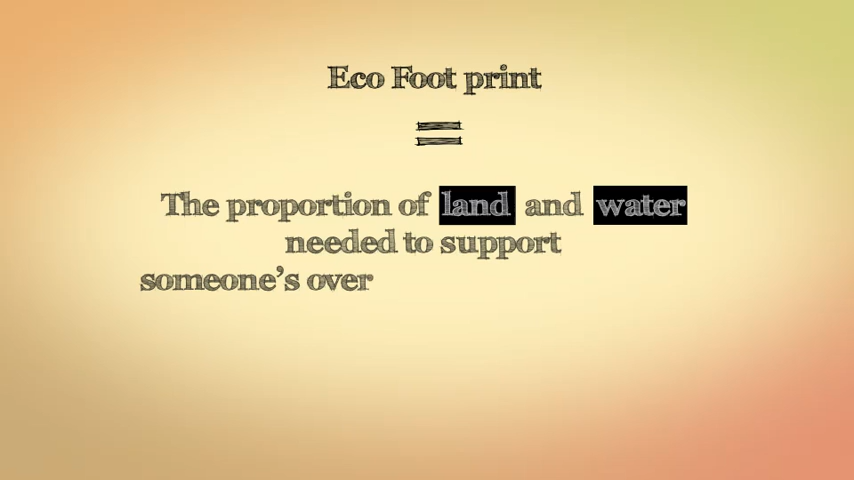 Eco Foot print
=
The proportion of land and water
needed to support
someone's over